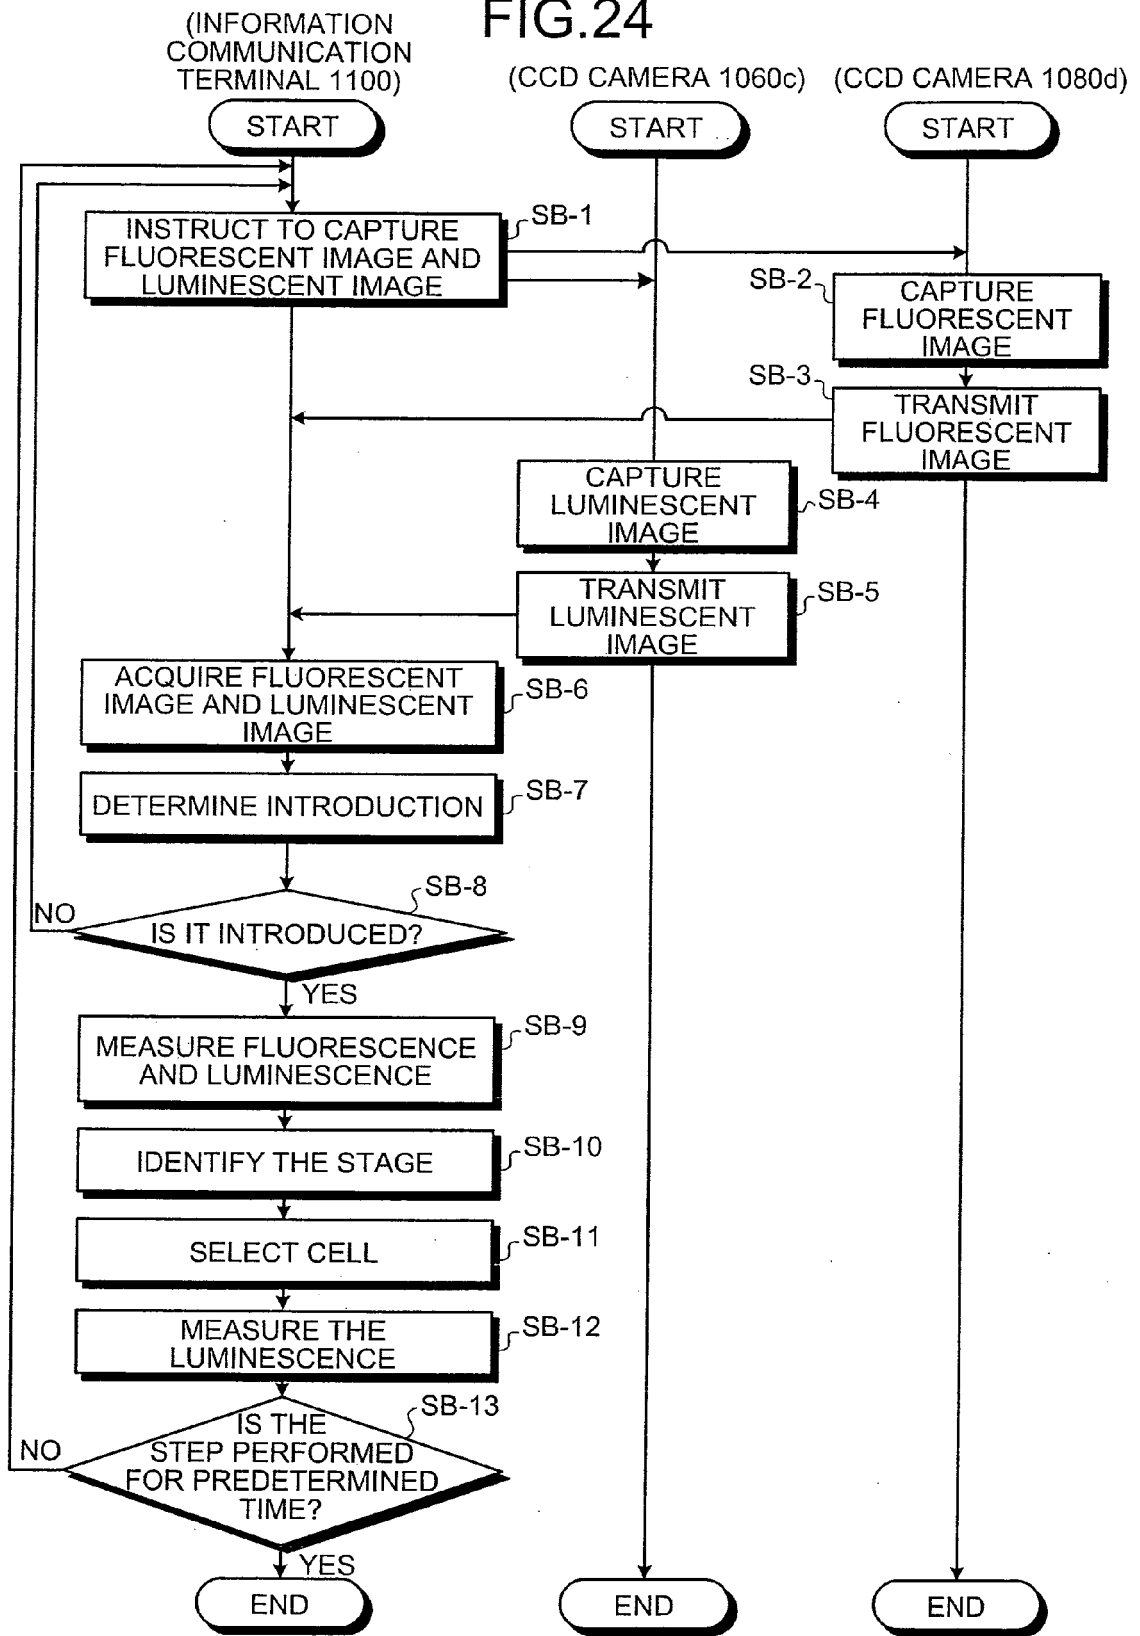 FIG.24
(INFORMATION
COMMUNICATION
TERMINAL 1100)
(CCD CAMERA 1060c)
(CCD CAMERA 1080d)
START
START
START
INSTRUCT TO CAPTURE
FLUORESCENT IMAGE AND
LUMINESCENT IMAGE
SB-1
SB-2
CAPTURE
FLUORESCENT
IMAGE
SB-3
TRANSMIT
FLUORESCENT
IMAGE
CAPTURE
LUMINESCENT
IMAGE
SB-4
TRANSMIT
LUMINESCENT
IMAGE
SB-5
ACQUIRE FLUORESCENT
IMAGE AND LUMINESCENT
IMAGE
SB-6
DETERMINE INTRODUCTION
SB-7
SB-8
NO
IS IT INTRODUCED?
YES
MEASURE FLUORESCENCE
AND LUMINESCENCE
SB-9
IDENTIFY THE STAGE
SB-10
SELECT CELL
SB-11
MEASURE THE
LUMINESCENCE
SB-12
SB-13
NO
IS THE
STEP PERFORMED
FOR PREDETERMINED
TIME?
YES
END
END
END